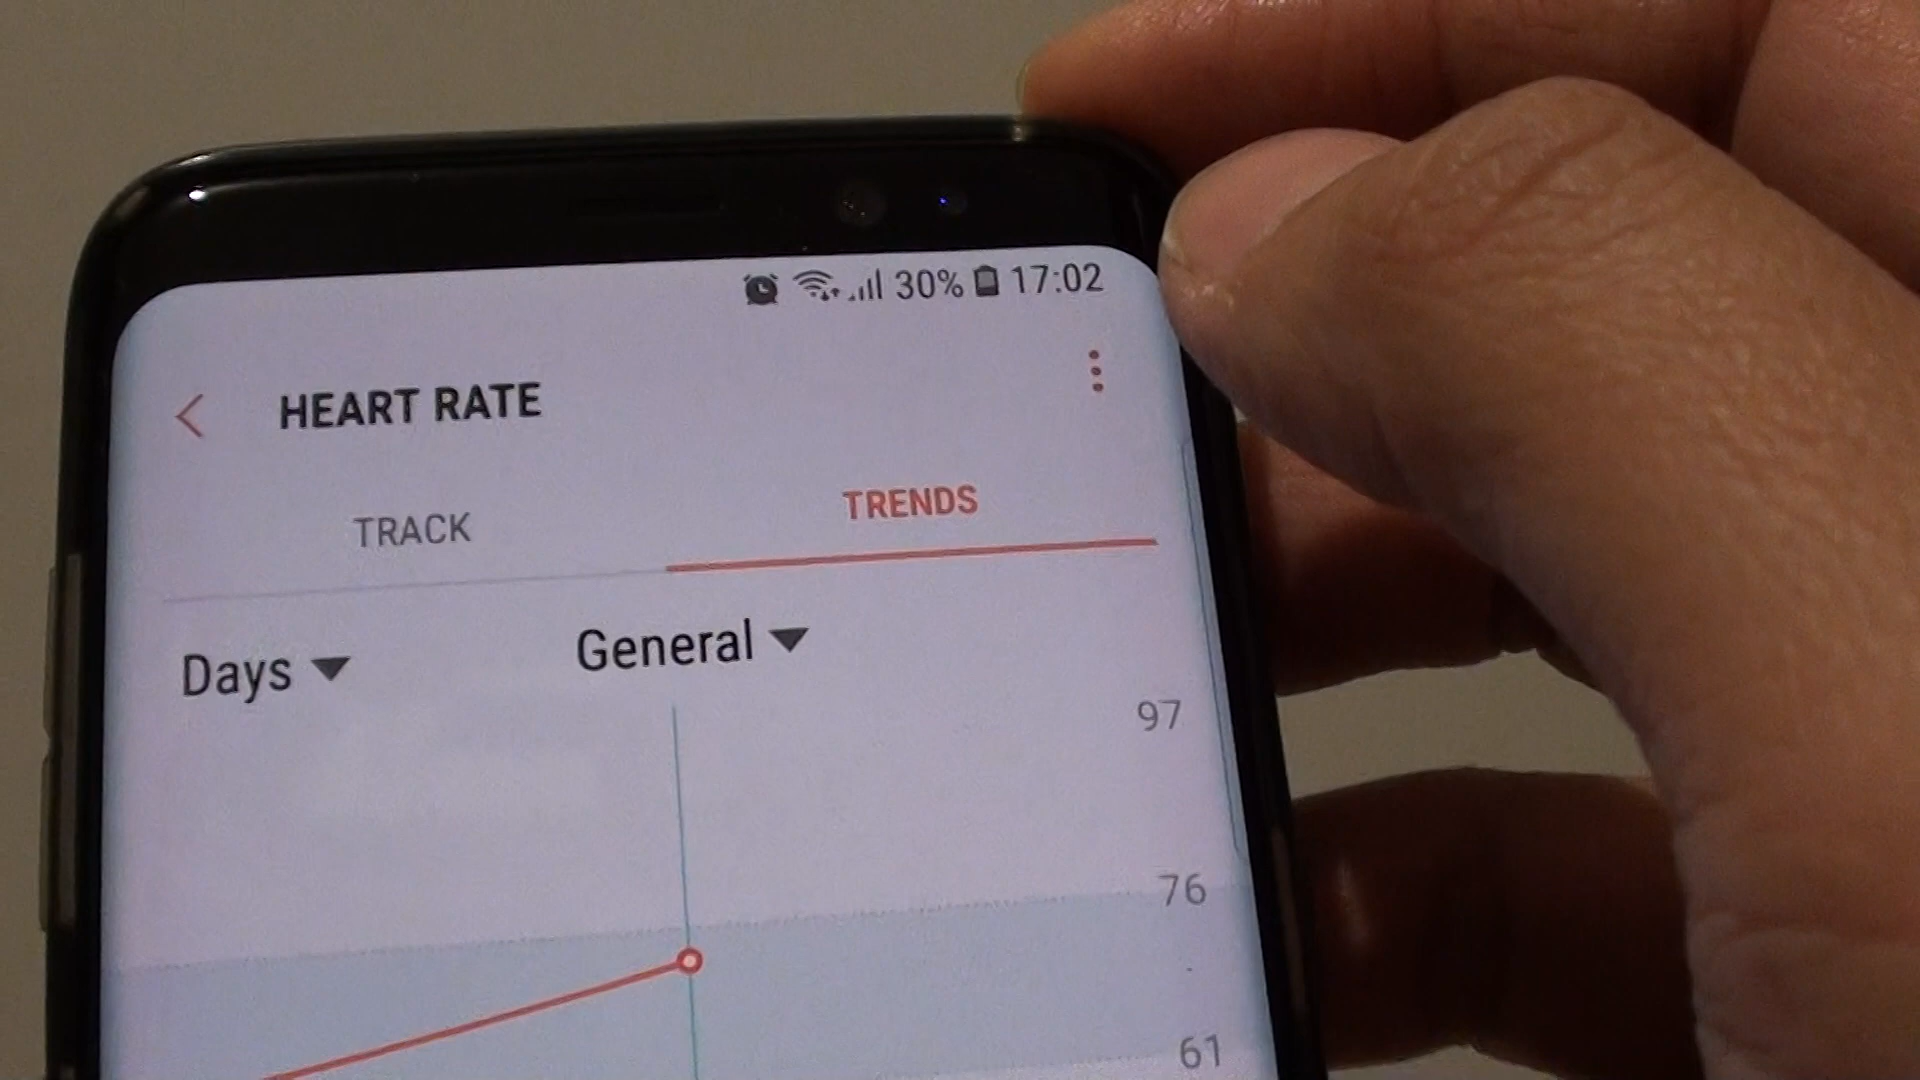 30% 17:02
HEART RATE
TRACK TRENDS
Days General
97
76
61